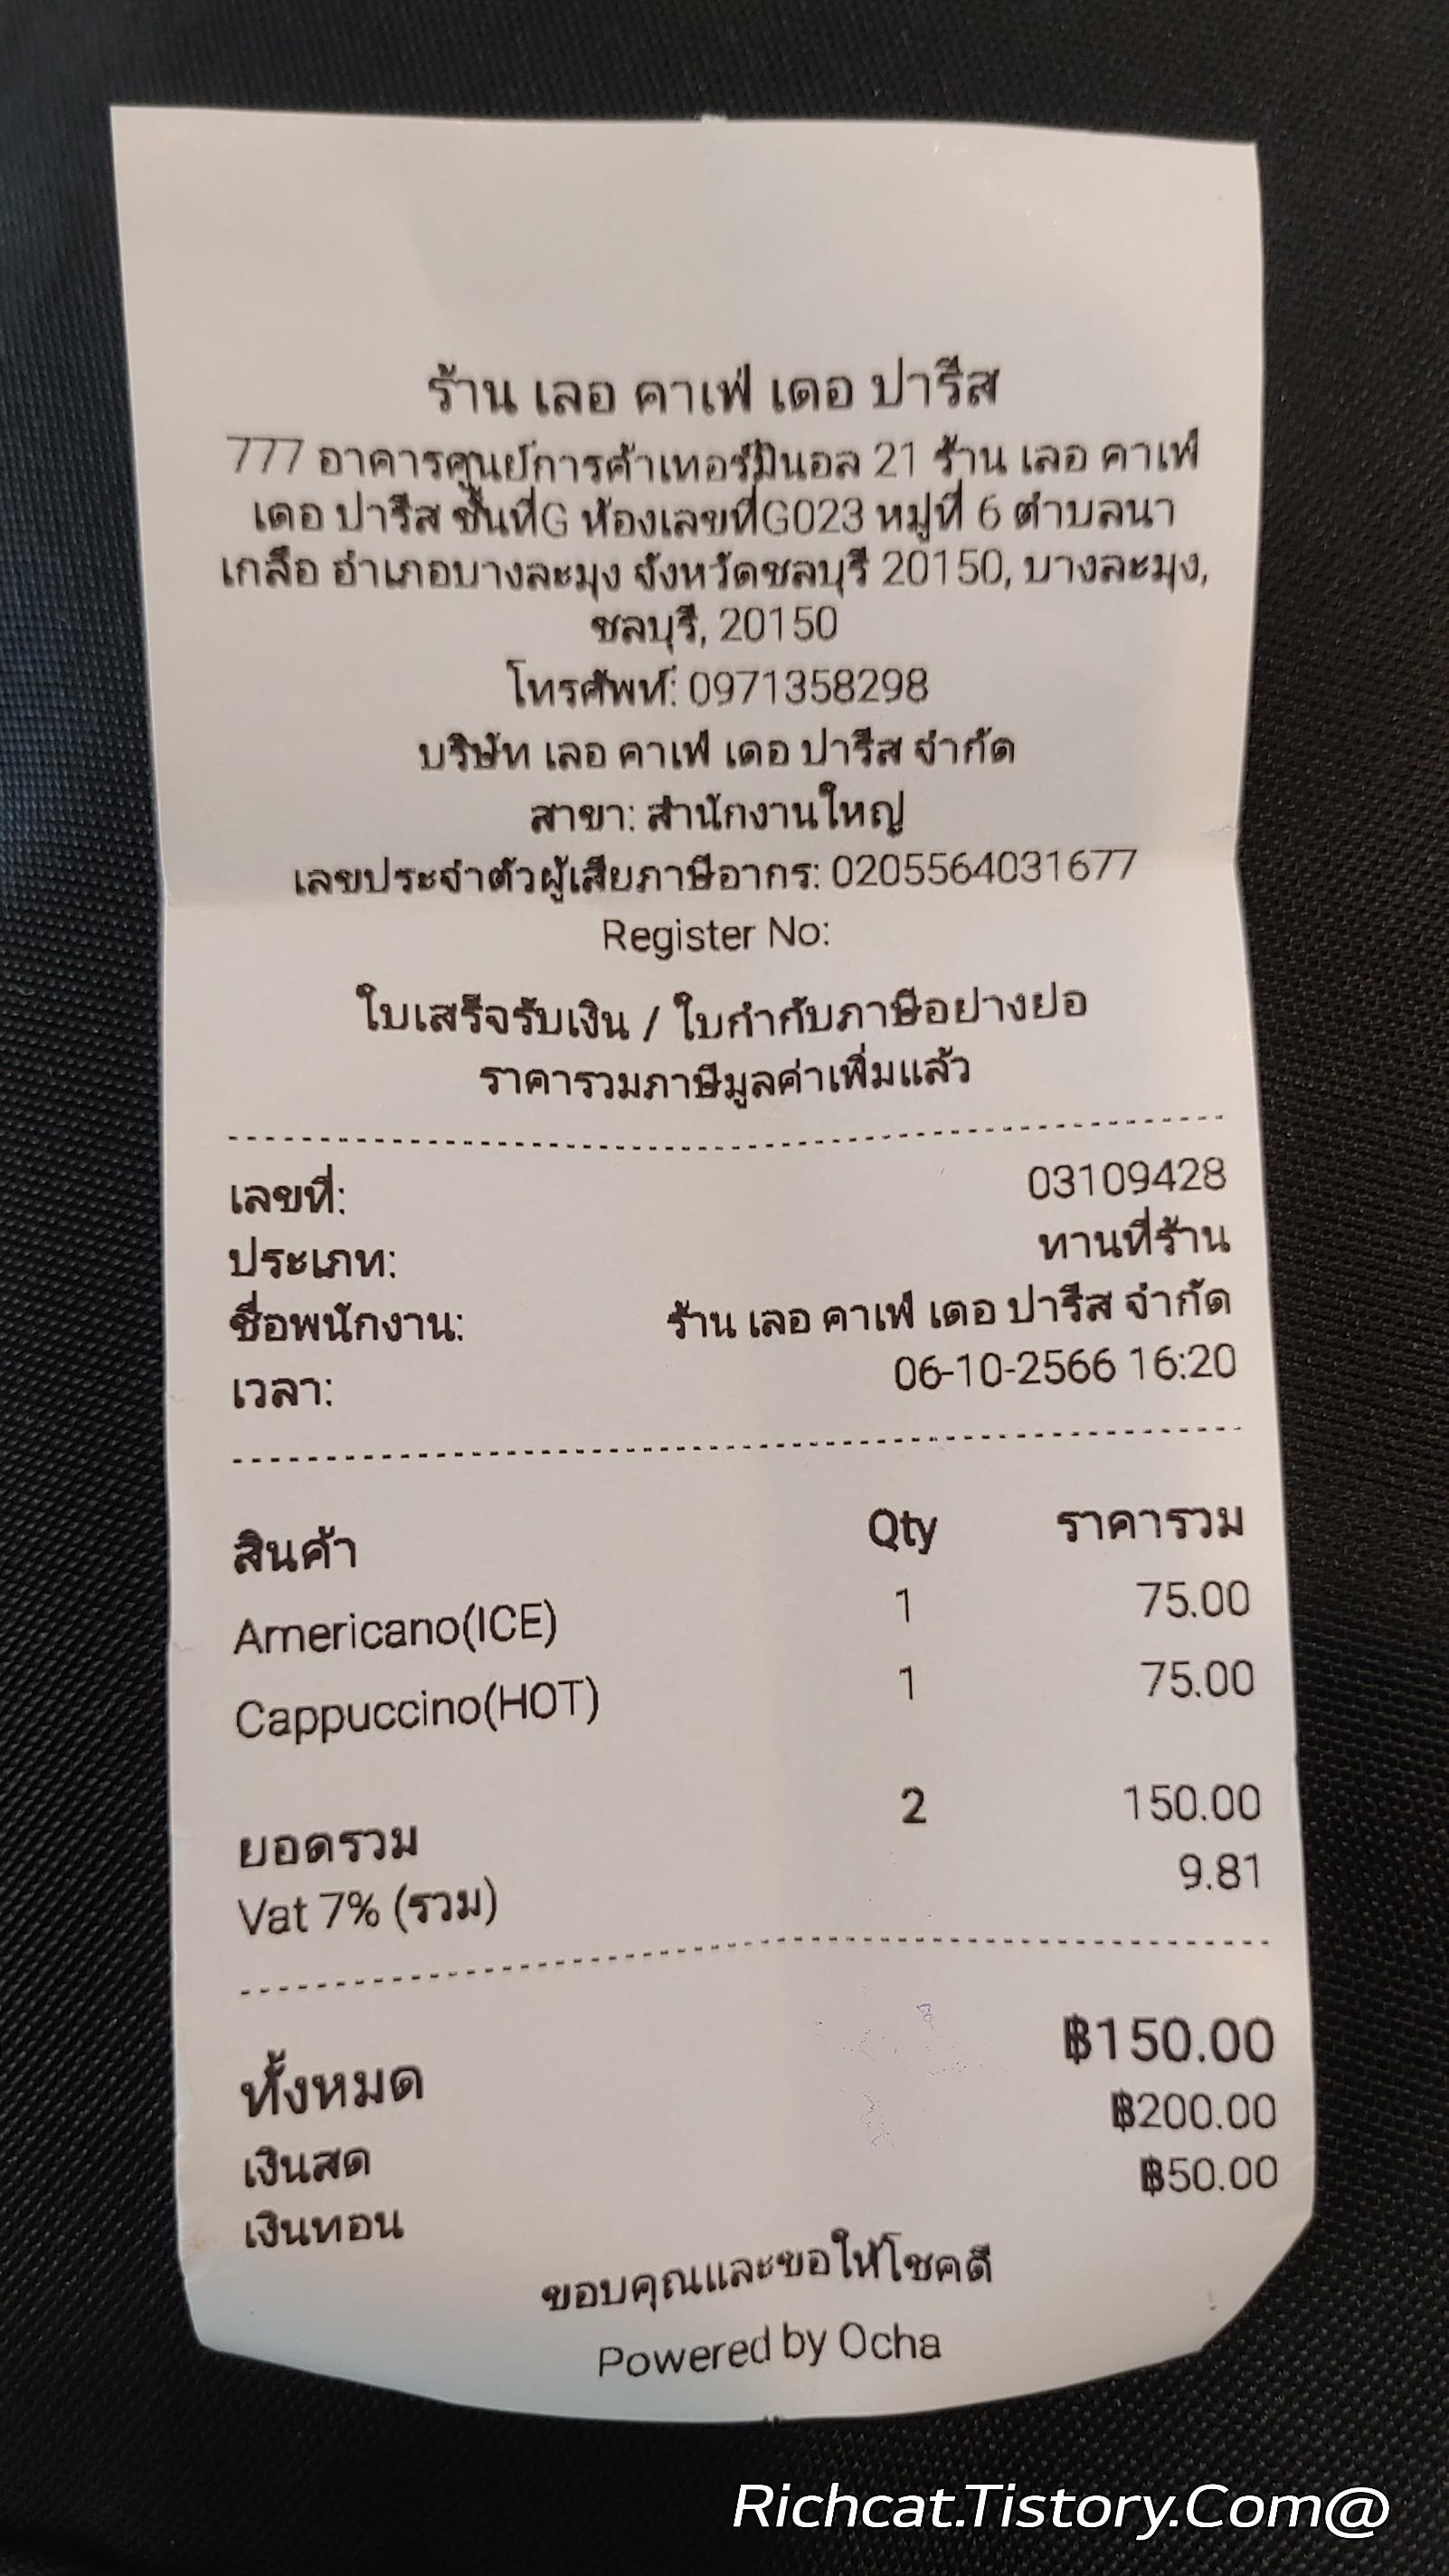 ร้าน เลอ คาเฟ่ เดอ ปารีส
777 อาคารศูนย์การค้าเทอร์มินอล 21 ร้าน เลอ คาเฟ่
เดอ ปารีส ชั้นที่G ห้องเลขที่G023 หมู่ที่ 6 ตำบลนา
เกลือ อำเภอบางละมุง จังหวัดชลบุรี 20150, บางละมุง,
ชลบุรี, 20150
โทรศัพท์: 0971358298
บริษัท เลอ คาเฟ่ เดอ ปารีส จำกัด
สาขา: สำนักงานใหญ่
เลขประจำตัวผู้เสียภาษีอากร: 0205564031677
Register No:
ใบเสร็จรับเงิน / ใบกำกับภาษีอย่างย่อ
ราคารวมภาษีมูลค่าเพิ่มแล้ว
เลขที่: 03109428
ประเภท: ทานที่ร้าน
ชื่อพนักงาน: ร้าน เลอ คาเฟ่ เดอ ปารีส จำกัด
เวลา: 06-10-2566 16:20
สินค้า Qty ราคารวม
Americano(ICE) 1 75.00
Cappuccino(HOT) 1 75.00
ยอดรวม 2 150.00
Vat 7% (รวม) 9.81
ทั้งหมด ฿150.00
เงินสด ฿200.00
เงินทอน ฿50.00
ขอบคุณและขอให้โชคดี
Powered by Ocha
Richcat.Tistory.Com@